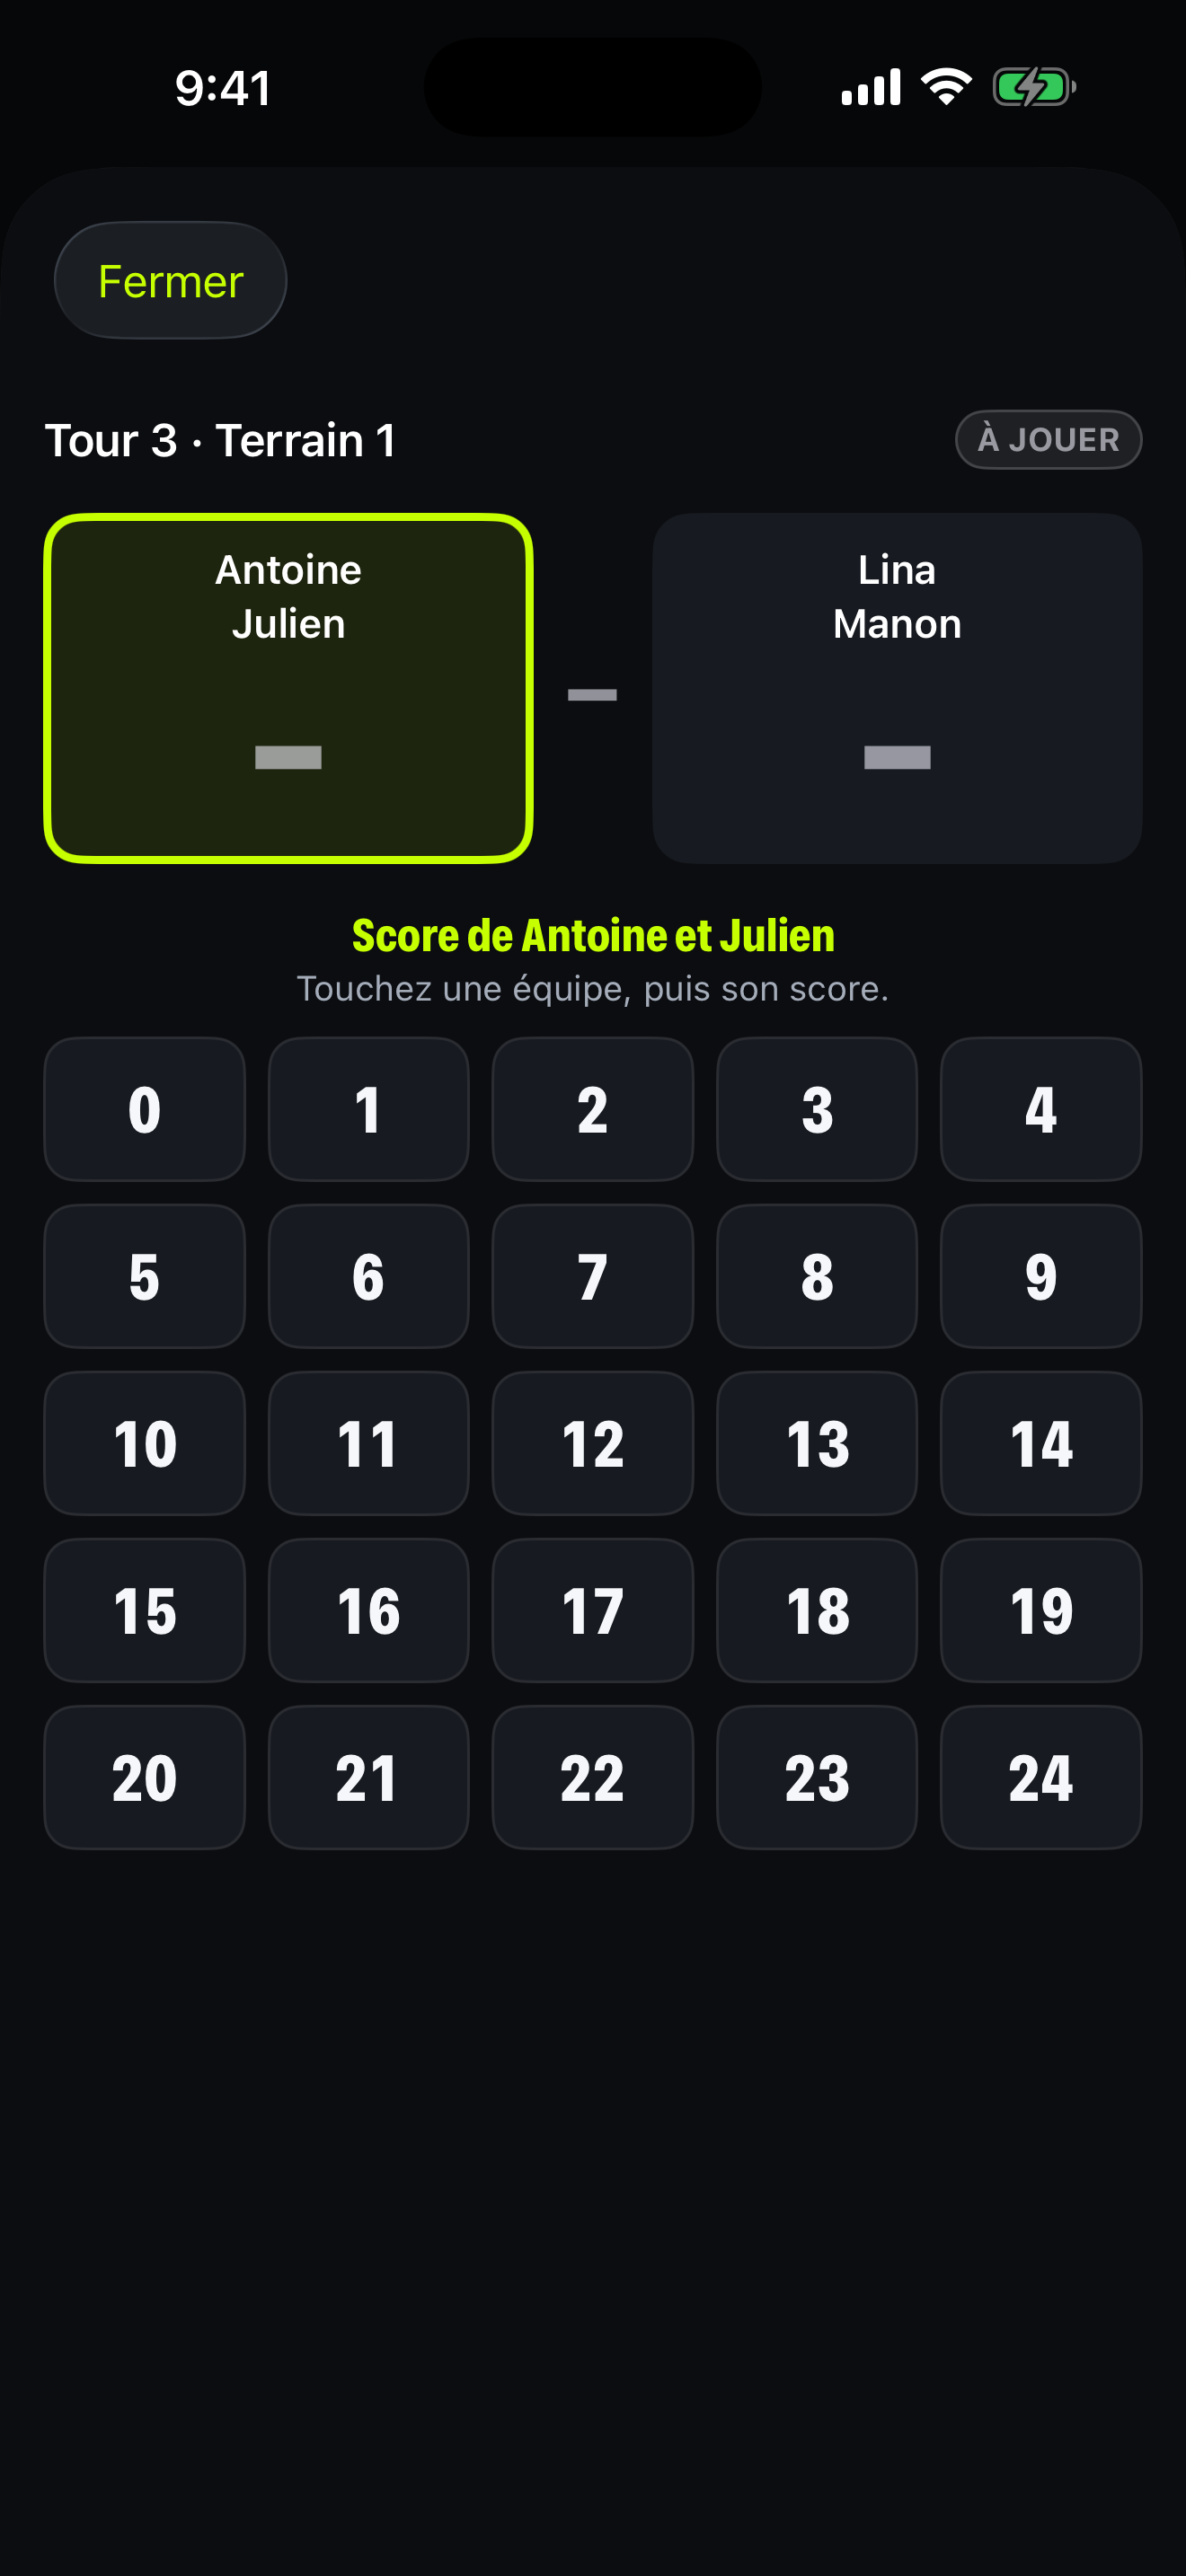 9:41
Fermer
Tour 3 · Terrain 1
À JOUER
Antoine
Julien
–
–
Lina
Manon
–
Score de Antoine et Julien
Touchez une équipe, puis son score.
0 1 2 3 4
5 6 7 8 9
10 11 12 13 14
15 16 17 18 19
20 21 22 23 24